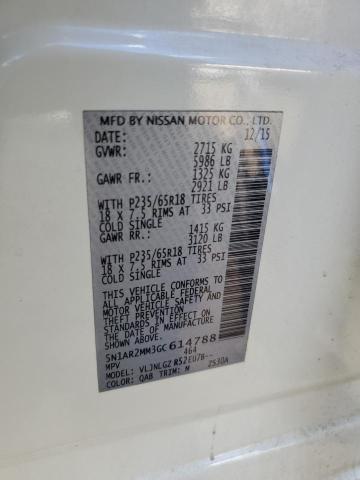 MFD BY NISSAN MOTOR CO., LTD.
DATE: 12/15
GVWR: 2715 KG
5986 LB
GAWR FR.: 1325 KG
2921 LB
WITH P235/65R18 TIRES
18 X 7.5 RIMS AT 33 PSI
COLD SINGLE
GAWR RR.: 1415 KG
3120 LB
WITH P235/65R18 TIRES
18 X 7.5 RIMS AT 33 PSI
COLD SINGLE
THIS VEHICLE CONFORMS TO
ALL APPLICABLE FEDERAL
MOTOR VEHICLE SAFETY
AND THEFT PREVENTION
STANDARDS IN EFFECT ON
THE DATE OF MANUFACTURE
SHOWN ABOVE.
5N1AR2MM3GC614788
MPV 464
MODEL: VLJNLGZ R52EU7B--
COLOR: QAB TRIM: M 2S30A